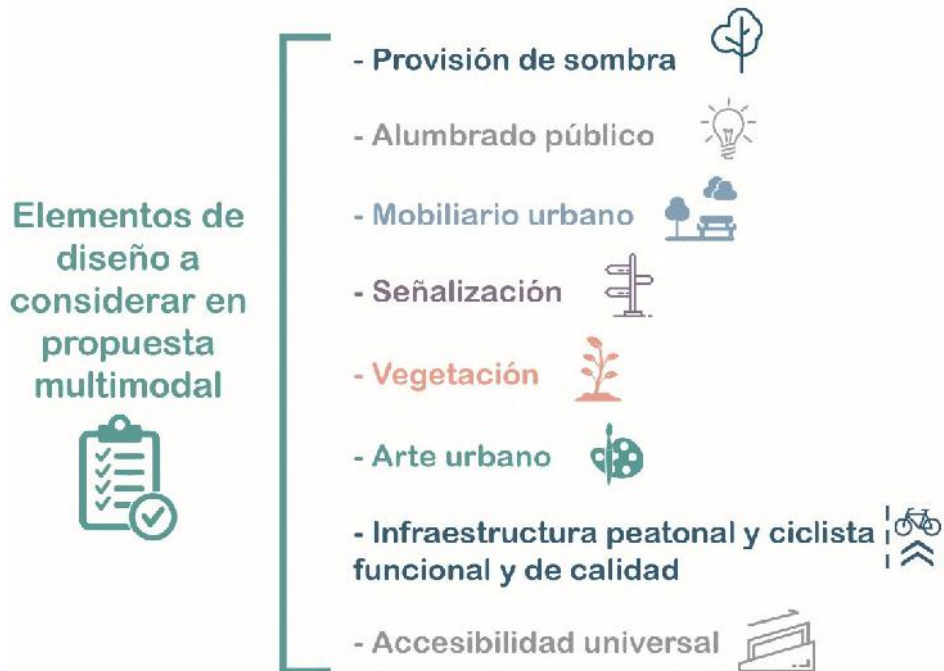 Elementos de
diseño a
considerar en
propuesta
multimodal
- Provisión de sombra
- Alumbrado público
- Mobiliario urbano
- Señalización
- Vegetación
- Arte urbano
- Infraestructura peatonal y ciclista
funcional y de calidad
- Accesibilidad universal